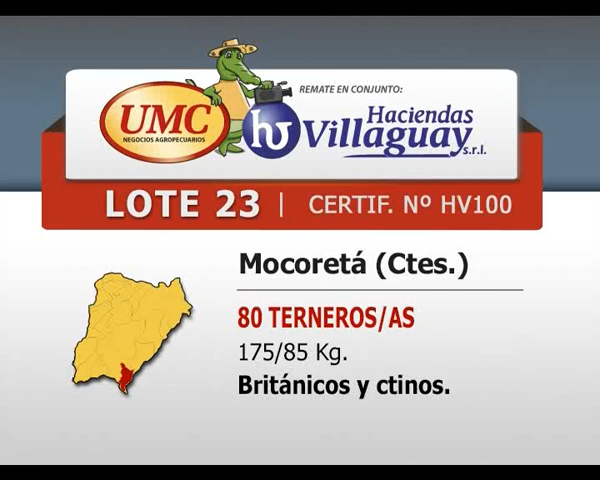 UMC
NEGOCIOS AGROPECUARIOS
REMATE EN CONJUNTO:
hv
Haciendas
Villaguay
s.r.l.
LOTE 23 | CERTIF. Nº HV100
Mocoretá (Ctes.)
80 TERNEROS/AS
175/85 Kg.
Británicos y ctinos.